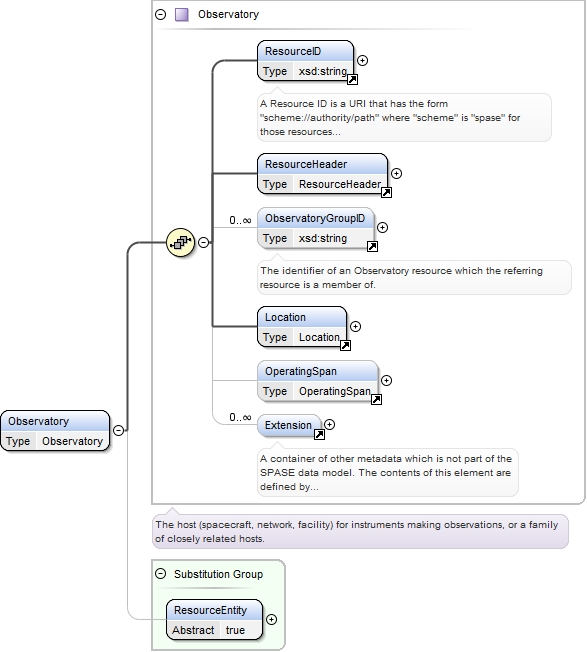 Observatory
ResourceID
Type xsd:string
A Resource ID is a URI that has the form
"scheme://authority/path" where "scheme" is "spase" for
those resources...
ResourceHeader
Type ResourceHeader
0..∞
ObservatoryGroupID
Type xsd:string
The identifier of an Observatory resource which the referring
resource is a member of.
Location
Type Location
OperatingSpan
Type OperatingSpan
0..∞
Extension
A container of other metadata which is not part of the
SPASE data model. The contents of this element are
defined by...
Observatory
Type Observatory
The host (spacecraft, network, facility) for instruments making observations, or a family
of closely related hosts.
Substitution Group
ResourceEntity
Abstract true